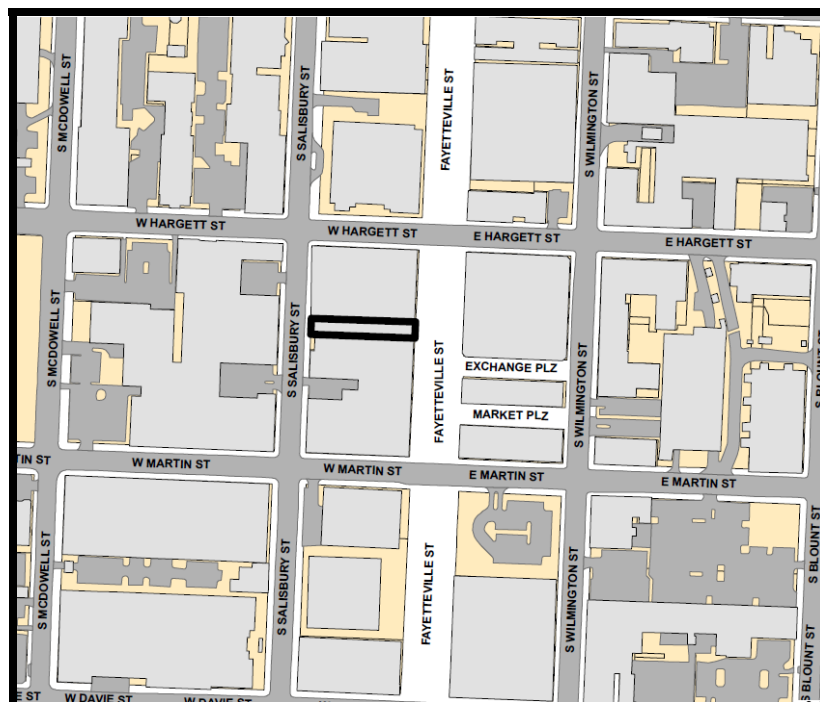 S MCDOWELL ST
S SALISBURY ST
FAYETTEVILLE ST
S WILMINGTON ST
W HARGETT ST
W HARGETT ST
E HARGETT ST
E HARGETT ST
S MCDOWELL ST
S SALISBURY ST
FAYETTEVILLE ST
S WILMINGTON ST
S BLOUNT ST
EXCHANGE PLZ
MARKET PLZ
TIN ST
W MARTIN ST
W MARTIN ST
E MARTIN ST
E MARTIN ST
S MCDOWELL ST
S SALISBURY ST
FAYETTEVILLE ST
S WILMINGTON ST
S BLOUNT ST
S BLOUNT ST
E ST
W DAVIE ST
W DAVIE ST